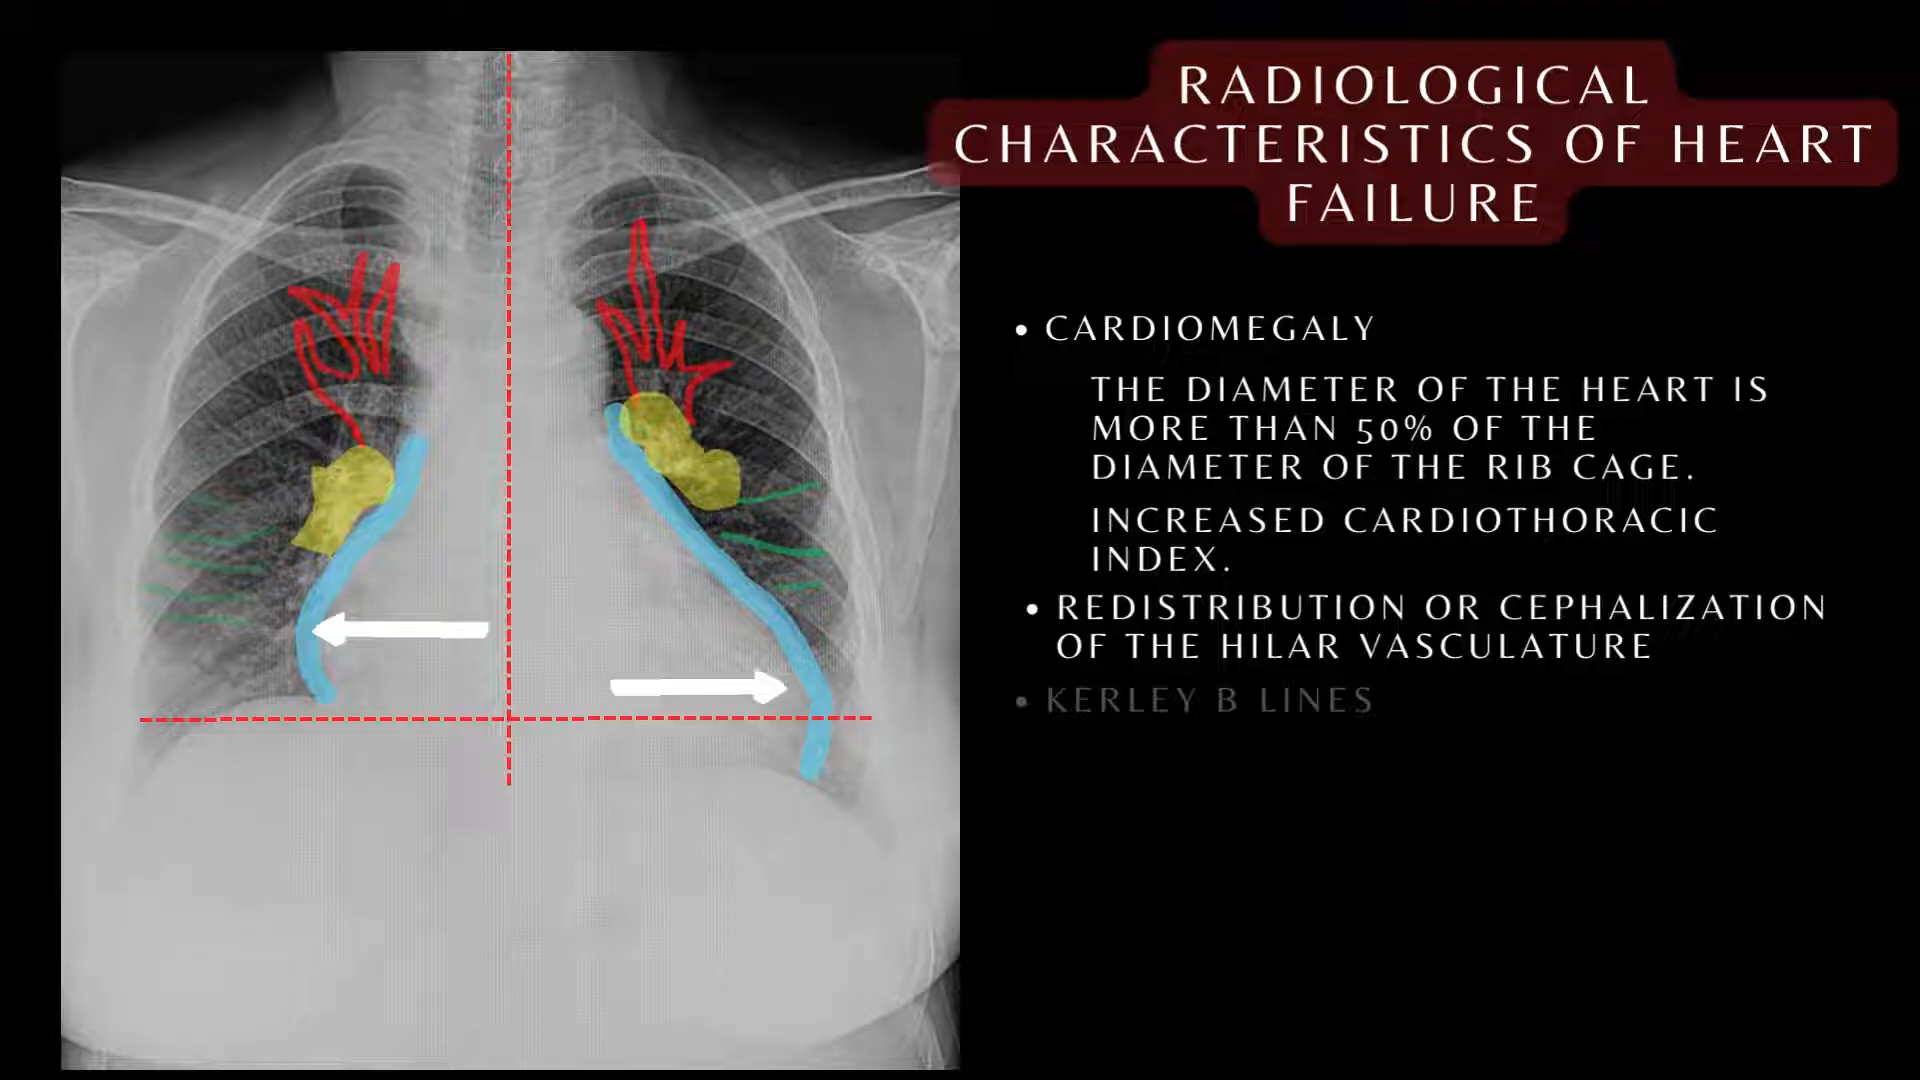 RADIOLOGICAL
CHARACTERISTICS OF HEART
FAILURE
• CARDIOMEGALY
THE DIAMETER OF THE HEART IS
MORE THAN 50% OF THE
DIAMETER OF THE RIB CAGE.
INCREASED CARDIOTHORACIC
INDEX.
• REDISTRIBUTION OR CEPHALIZATION
OF THE HILAR VASCULATURE
• KERLEY B LINES